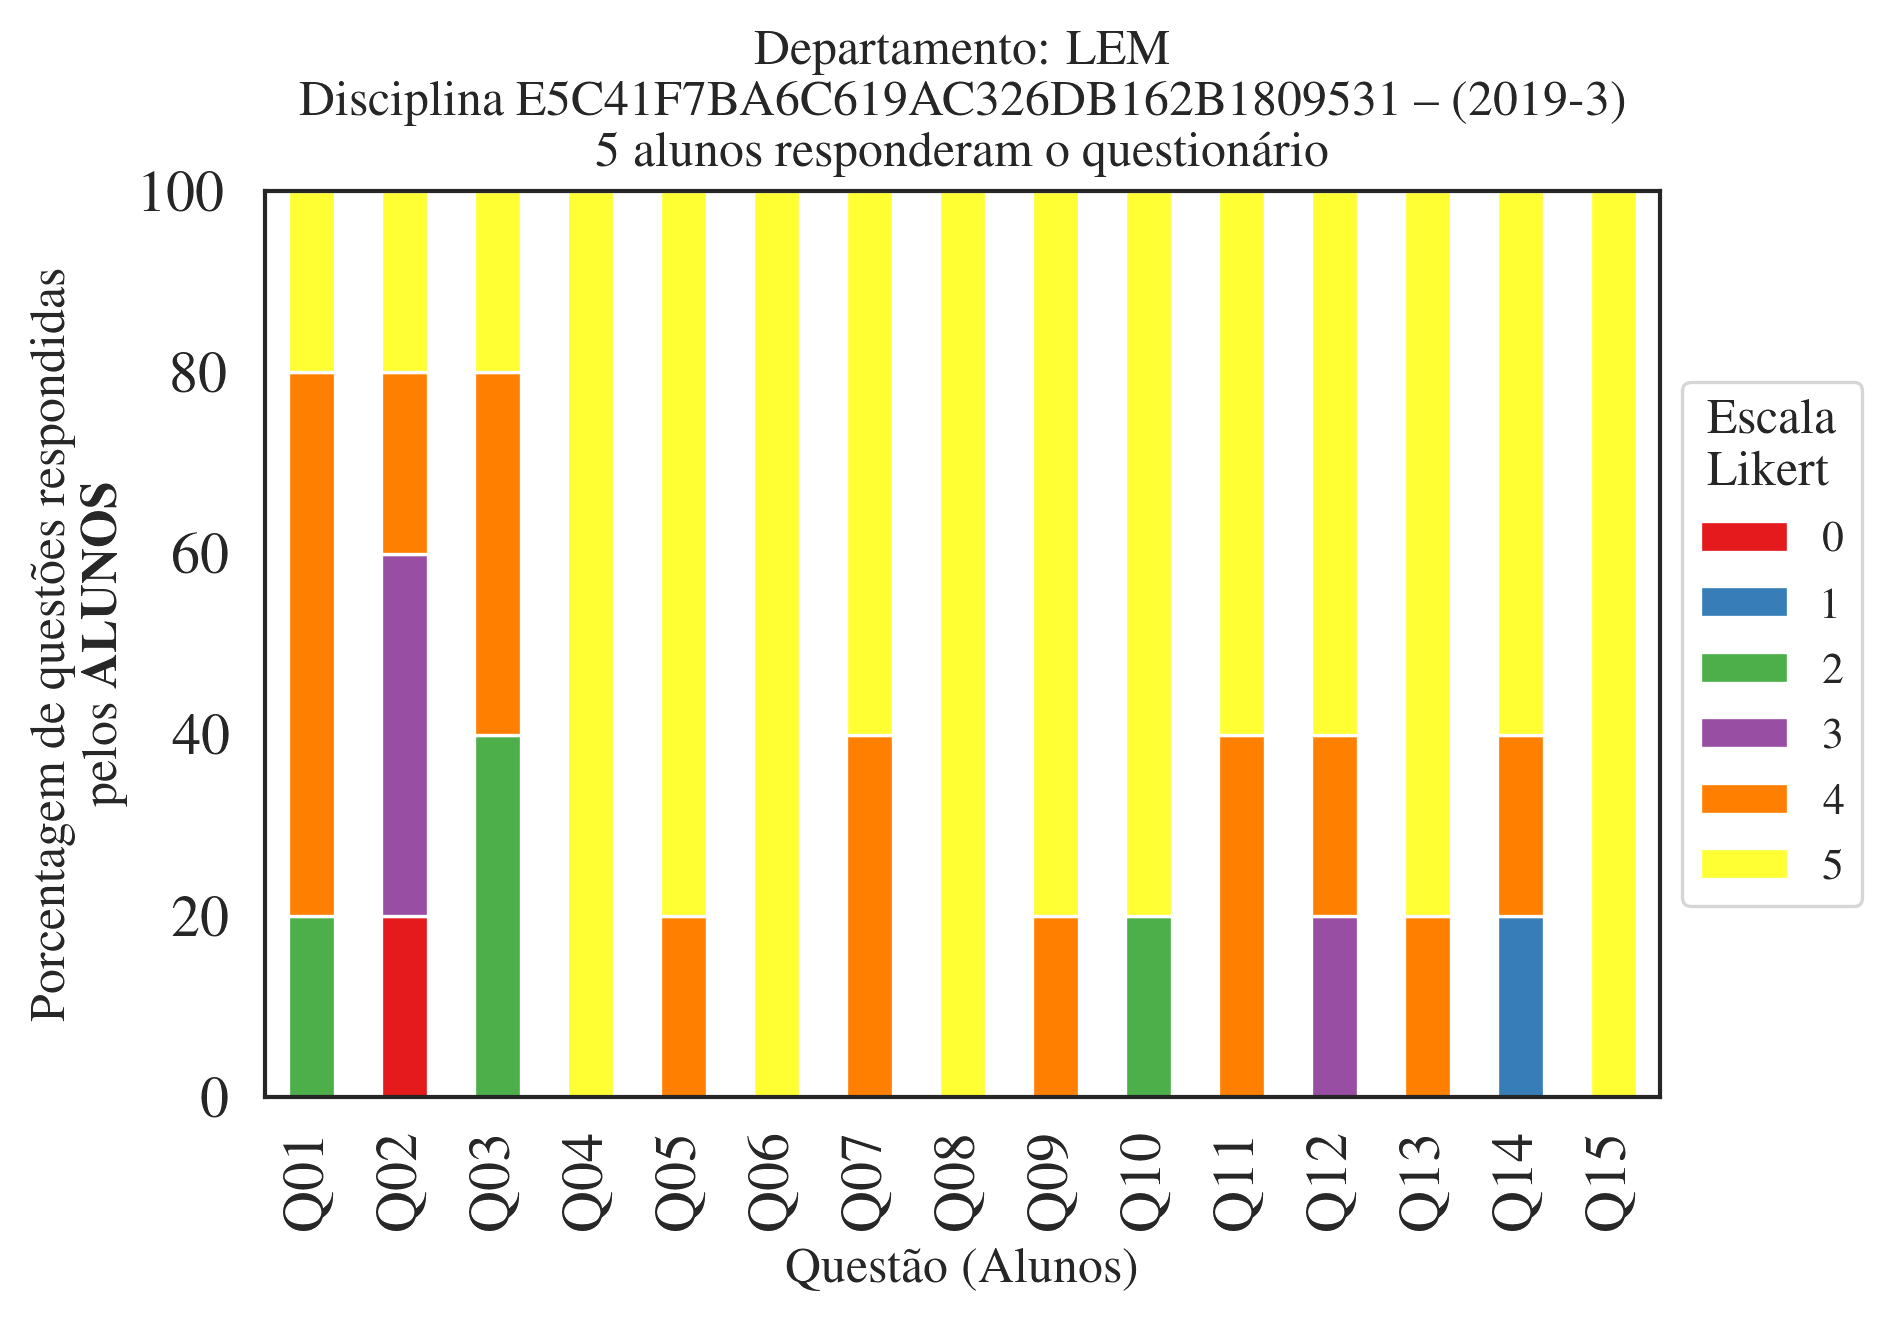 Departamento: LEM
Disciplina E5C41F7BA6C619AC326DB162B1809531 – (2019-3)
5 alunos responderam o questionário
Porcentagem de questões respondidas
pelos ALUNOS
100
80
60
40
20
0
Q01
Q02
Q03
Q04
Q05
Q06
Q07
Q08
Q09
Q10
Q11
Q12
Q13
Q14
Q15
Questão (Alunos)
Escala
Likert
0
1
2
3
4
5